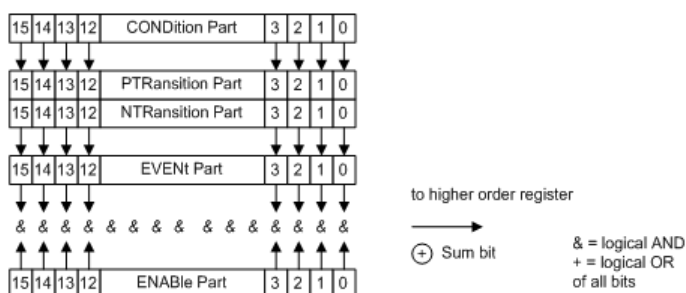 15 14 13 12 CONDition Part 3 2 1 0
15 14 13 12 PTRansition Part 3 2 1 0
15 14 13 12 NTRansition Part 3 2 1 0
15 14 13 12 EVENt Part 3 2 1 0
to higher order register
& & & & & & & & & & & & & & & &
+ Sum bit
& = logical AND
+ = logical OR
of all bits
15 14 13 12 ENABle Part 3 2 1 0